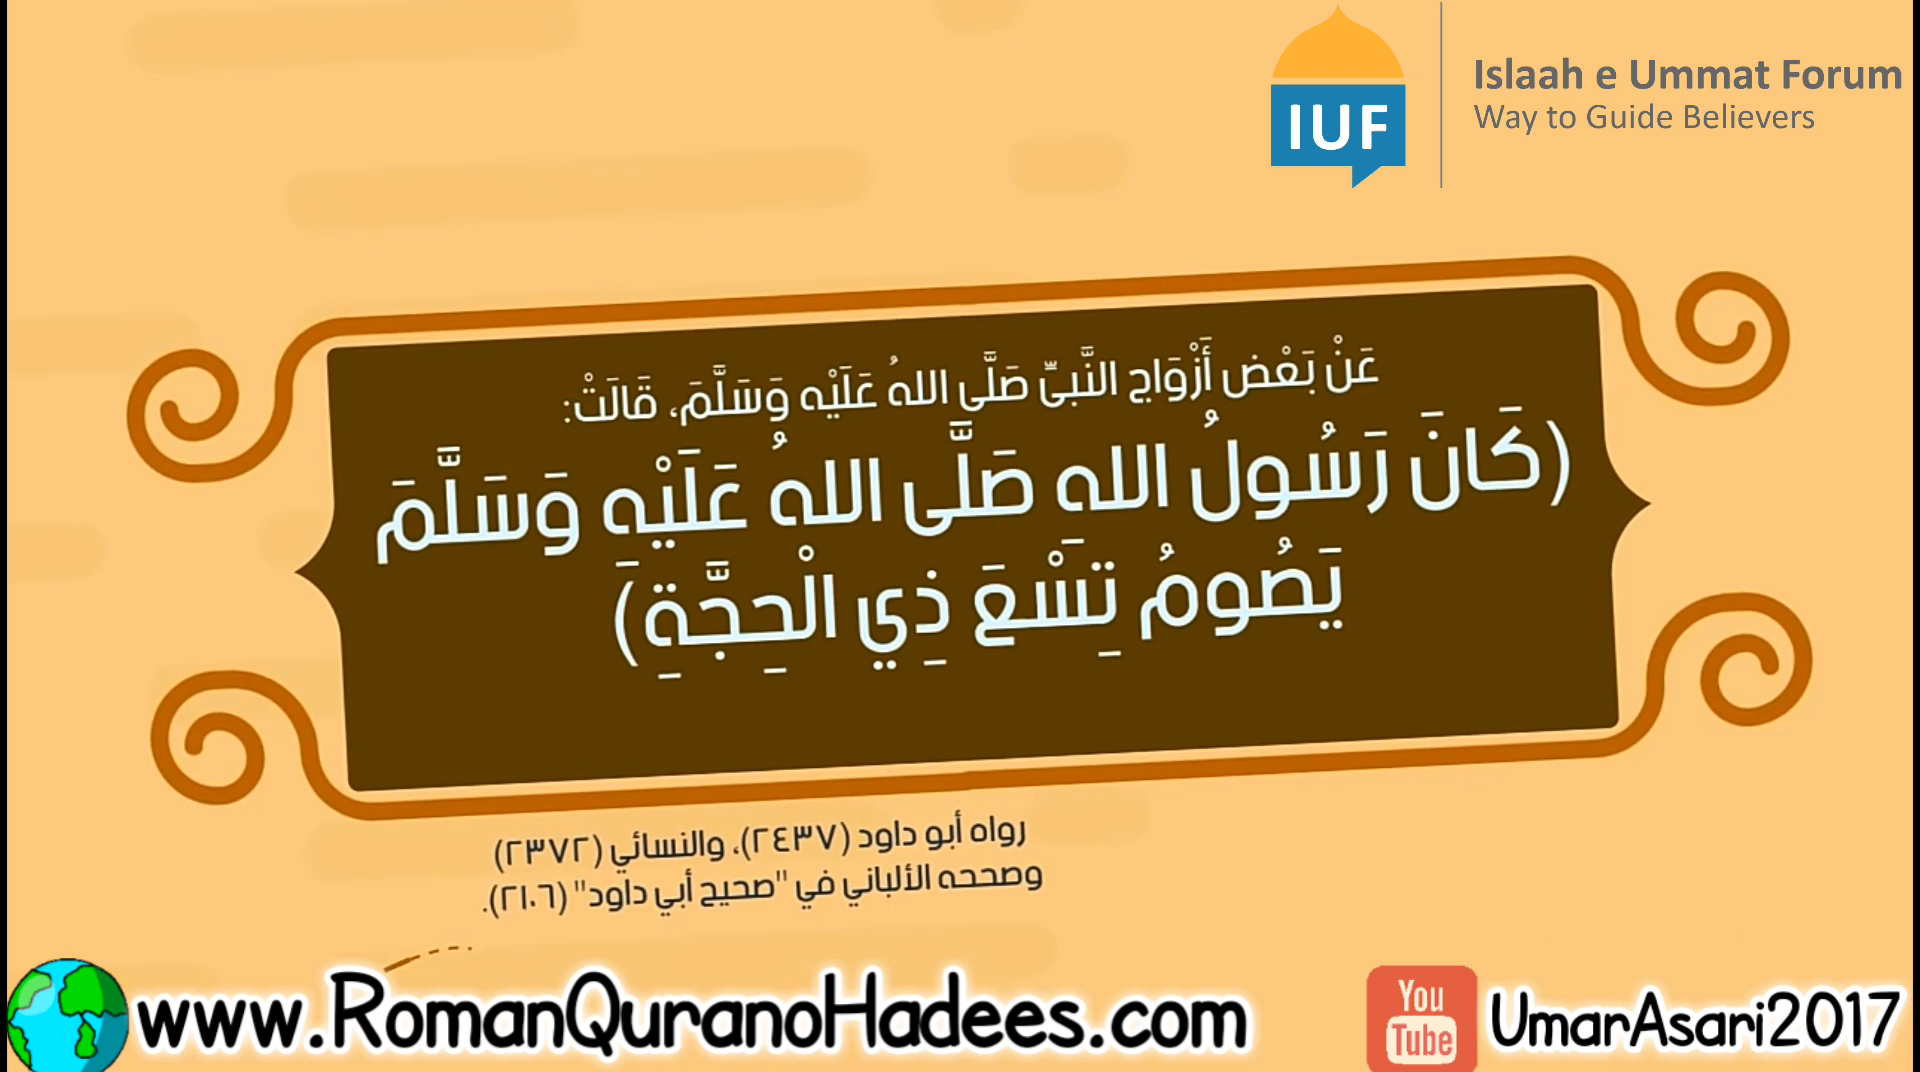 IUF
Islaah e Ummat Forum
Way to Guide Believers
عَنْ بَعْض أَزْوَاج النَّبىِّ صَلَّى اللهُ عَلَيْه وَسَلَّمَ، قَالَتْ:
(كَانَ رَسُولُ اللهِ صَلَّى اللهُ عَلَيْهِ وَسَلَّمَ
يَصُومُ تِسْعَ ذِي الْحِجَّةِ)
رواه أبو داود (٢٤٣٧)، والنسائي (٢٣٧٢)
وصححه الألباني في "صحيح أبي داود" (٢١٠٦).
www.RomanQuranoHadees.com
You
Tube
UmarAsari2017